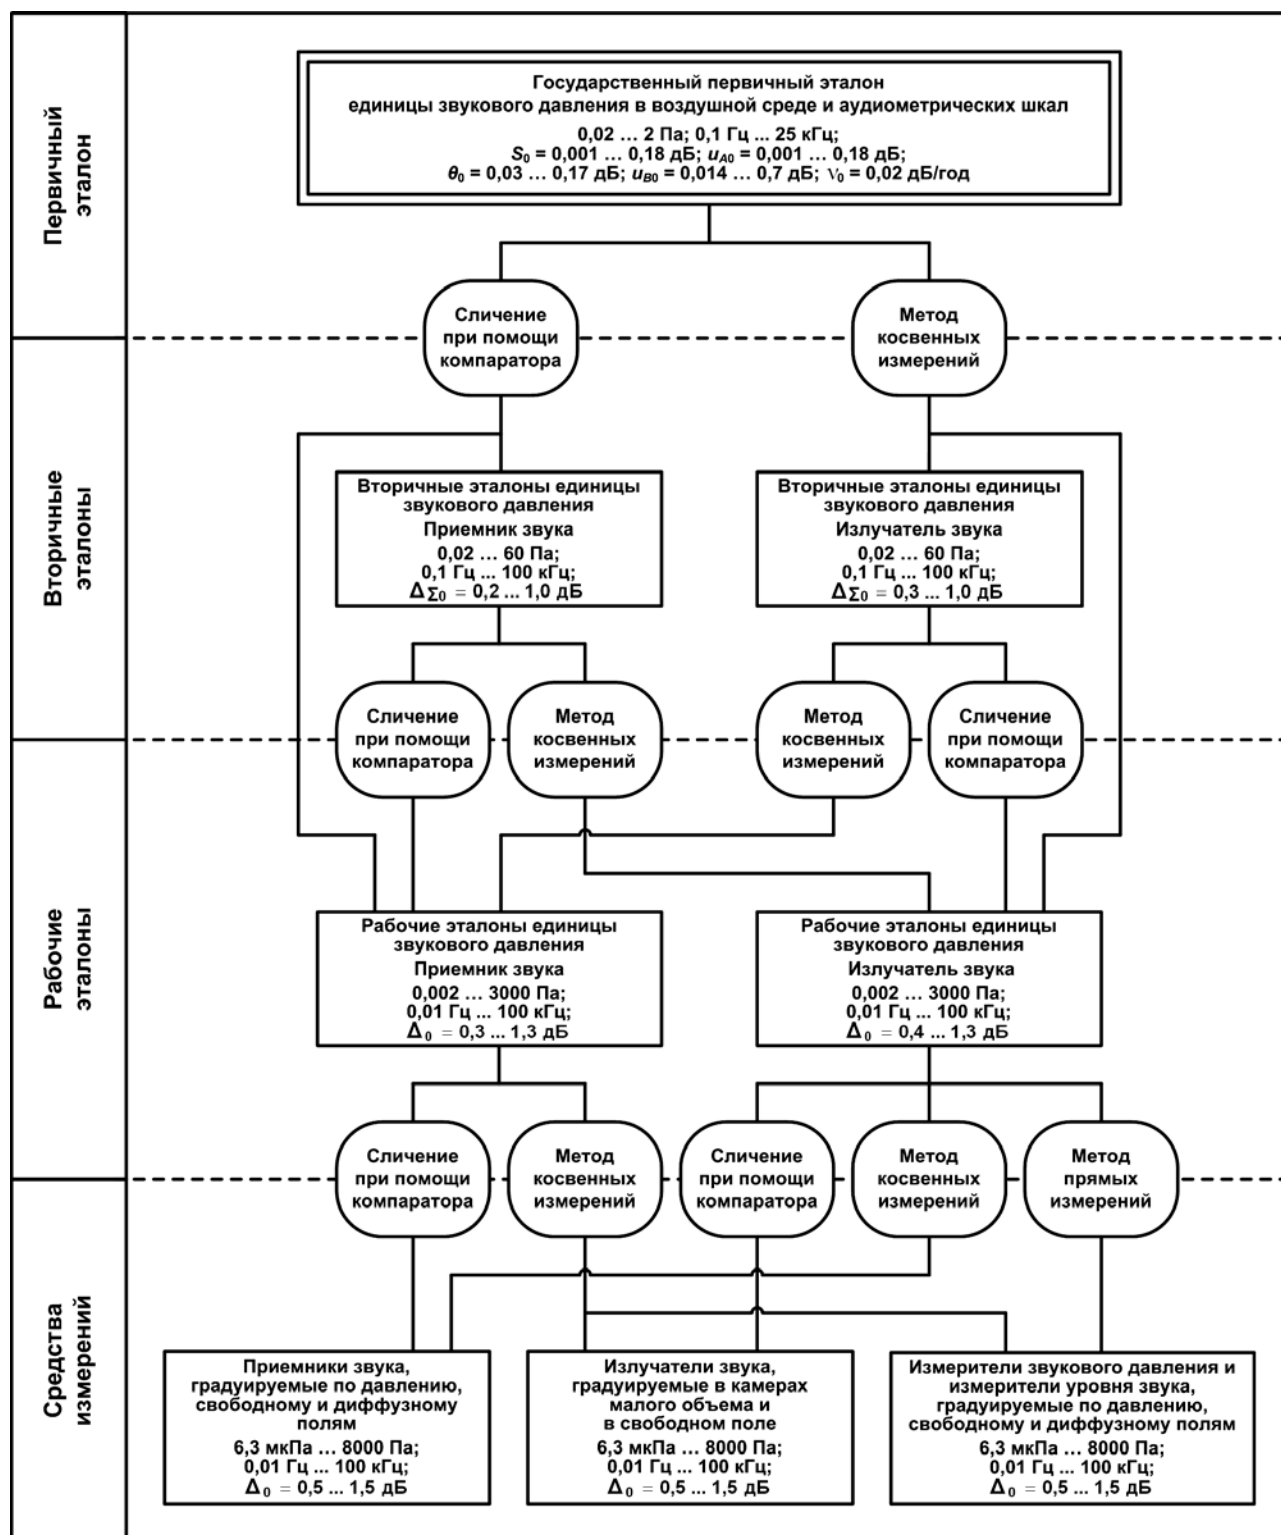 Первичный
эталон
Государственный первичный эталон
единицы звукового давления в воздушной среде и аудиометрических шкал
0,02 … 2 Па; 0,1 Гц ... 25 кГц;
S₀ = 0,001 … 0,18 дБ; u_A0 = 0,001 … 0,18 дБ;
θ₀ = 0,03 … 0,17 дБ; u_B0 = 0,014 … 0,7 дБ; ν₀ = 0,02 дБ/год
Сличение
при помощи
компаратора
Метод
косвенных
измерений
Вторичные
эталоны
Вторичные эталоны единицы
звукового давления
Приемник звука
0,02 … 60 Па;
0,1 Гц ... 100 кГц;
Δ_Σ0 = 0,2 ... 1,0 дБ
Вторичные эталоны единицы
звукового давления
Излучатель звука
0,02 … 60 Па;
0,1 Гц ... 100 кГц;
Δ_Σ0 = 0,3 ... 1,0 дБ
Сличение
при помощи
компаратора
Метод
косвенных
измерений
Метод
косвенных
измерений
Сличение
при помощи
компаратора
Рабочие
эталоны
Рабочие эталоны единицы
звукового давления
Приемник звука
0,002 … 3000 Па;
0,01 Гц ... 100 кГц;
Δ₀ = 0,3 ... 1,3 дБ
Рабочие эталоны единицы
звукового давления
Излучатель звука
0,002 … 3000 Па;
0,01 Гц ... 100 кГц;
Δ₀ = 0,4 ... 1,3 дБ
Сличение
при помощи
компаратора
Метод
косвенных
измерений
Сличение
при помощи
компаратора
Метод
косвенных
измерений
Метод
прямых
измерений
Средства
измерений
Приемники звука,
градуируемые по давлению,
свободному и диффузному
полям
6,3 мкПа … 8000 Па;
0,01 Гц ... 100 кГц;
Δ₀ = 0,5 ... 1,5 дБ
Излучатели звука,
градуируемые в камерах
малого объема и
в свободном поле
6,3 мкПа … 8000 Па;
0,01 Гц ... 100 кГц;
Δ₀ = 0,5 ... 1,5 дБ
Измерители звукового давления и
измерители уровня звука,
градуируемые по давлению,
свободному и диффузному полям
6,3 мкПа … 8000 Па;
0,01 Гц ... 100 кГц;
Δ₀ = 0,5 ... 1,5 дБ